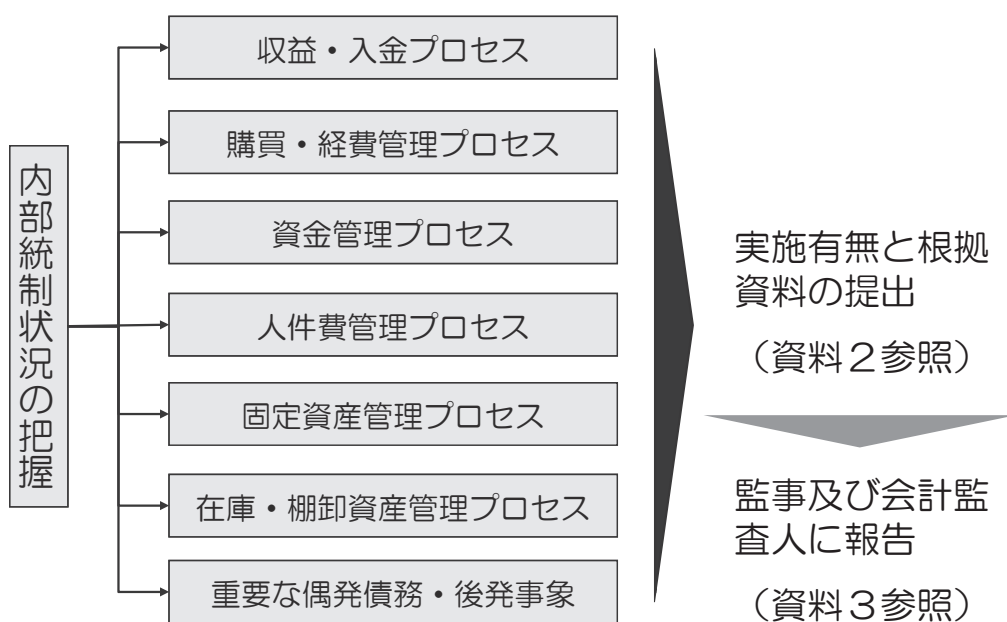 内部統制状況の把握
収益・入金プロセス
購買・経費管理プロセス
資金管理プロセス
人件費管理プロセス
固定資産管理プロセス
在庫・棚卸資産管理プロセス
重要な偶発債務・後発事象
実施有無と根拠
資料の提出
（資料２参照）
監事及び会計監
査人に報告
（資料３参照）